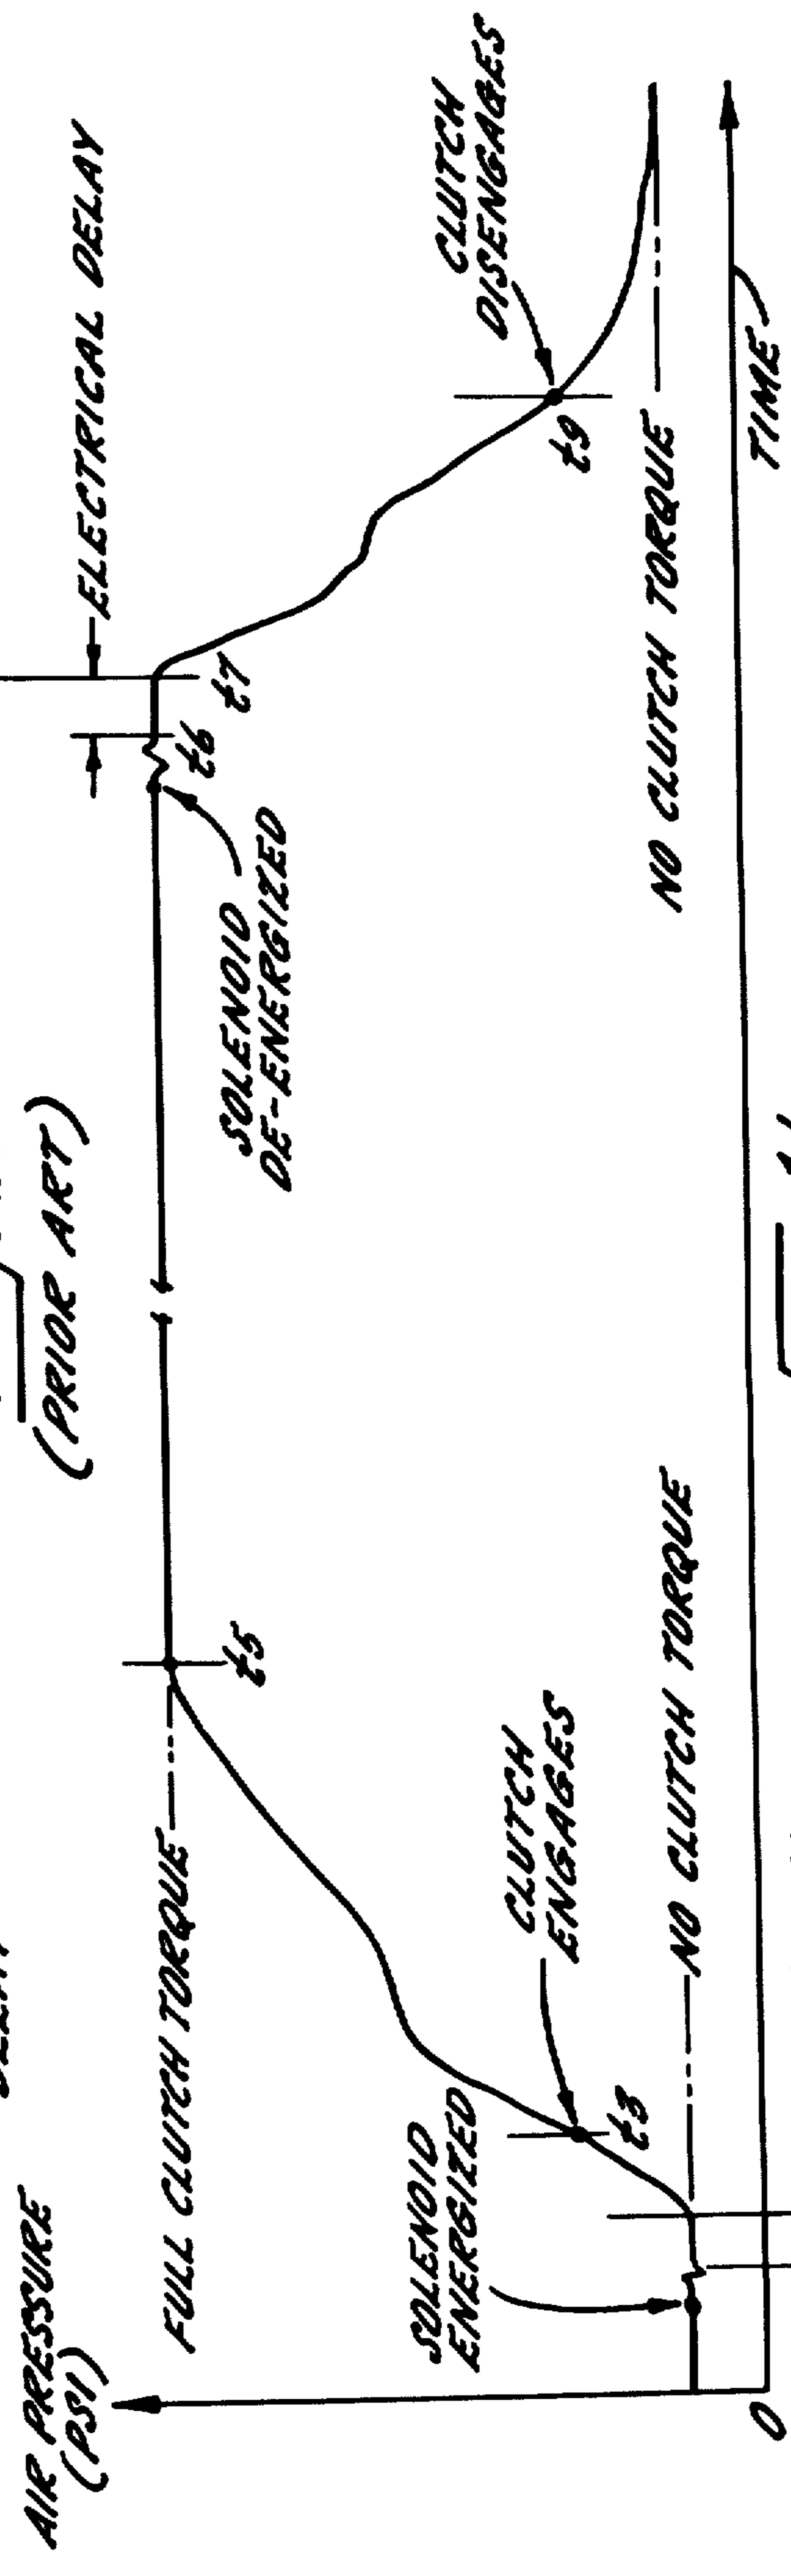 (PRIOR ART)
AIR PRESSURE
(PSI)
ELECTRICAL DELAY
FULL CLUTCH TORQUE
t5
t6
t7
SOLENOID
DE-ENERGIZED
CLUTCH
DISENGAGES
t9
SOLENOID
ENERGIZED
CLUTCH
ENGAGES
t3
NO CLUTCH TORQUE
NO CLUTCH TORQUE
0
TIME